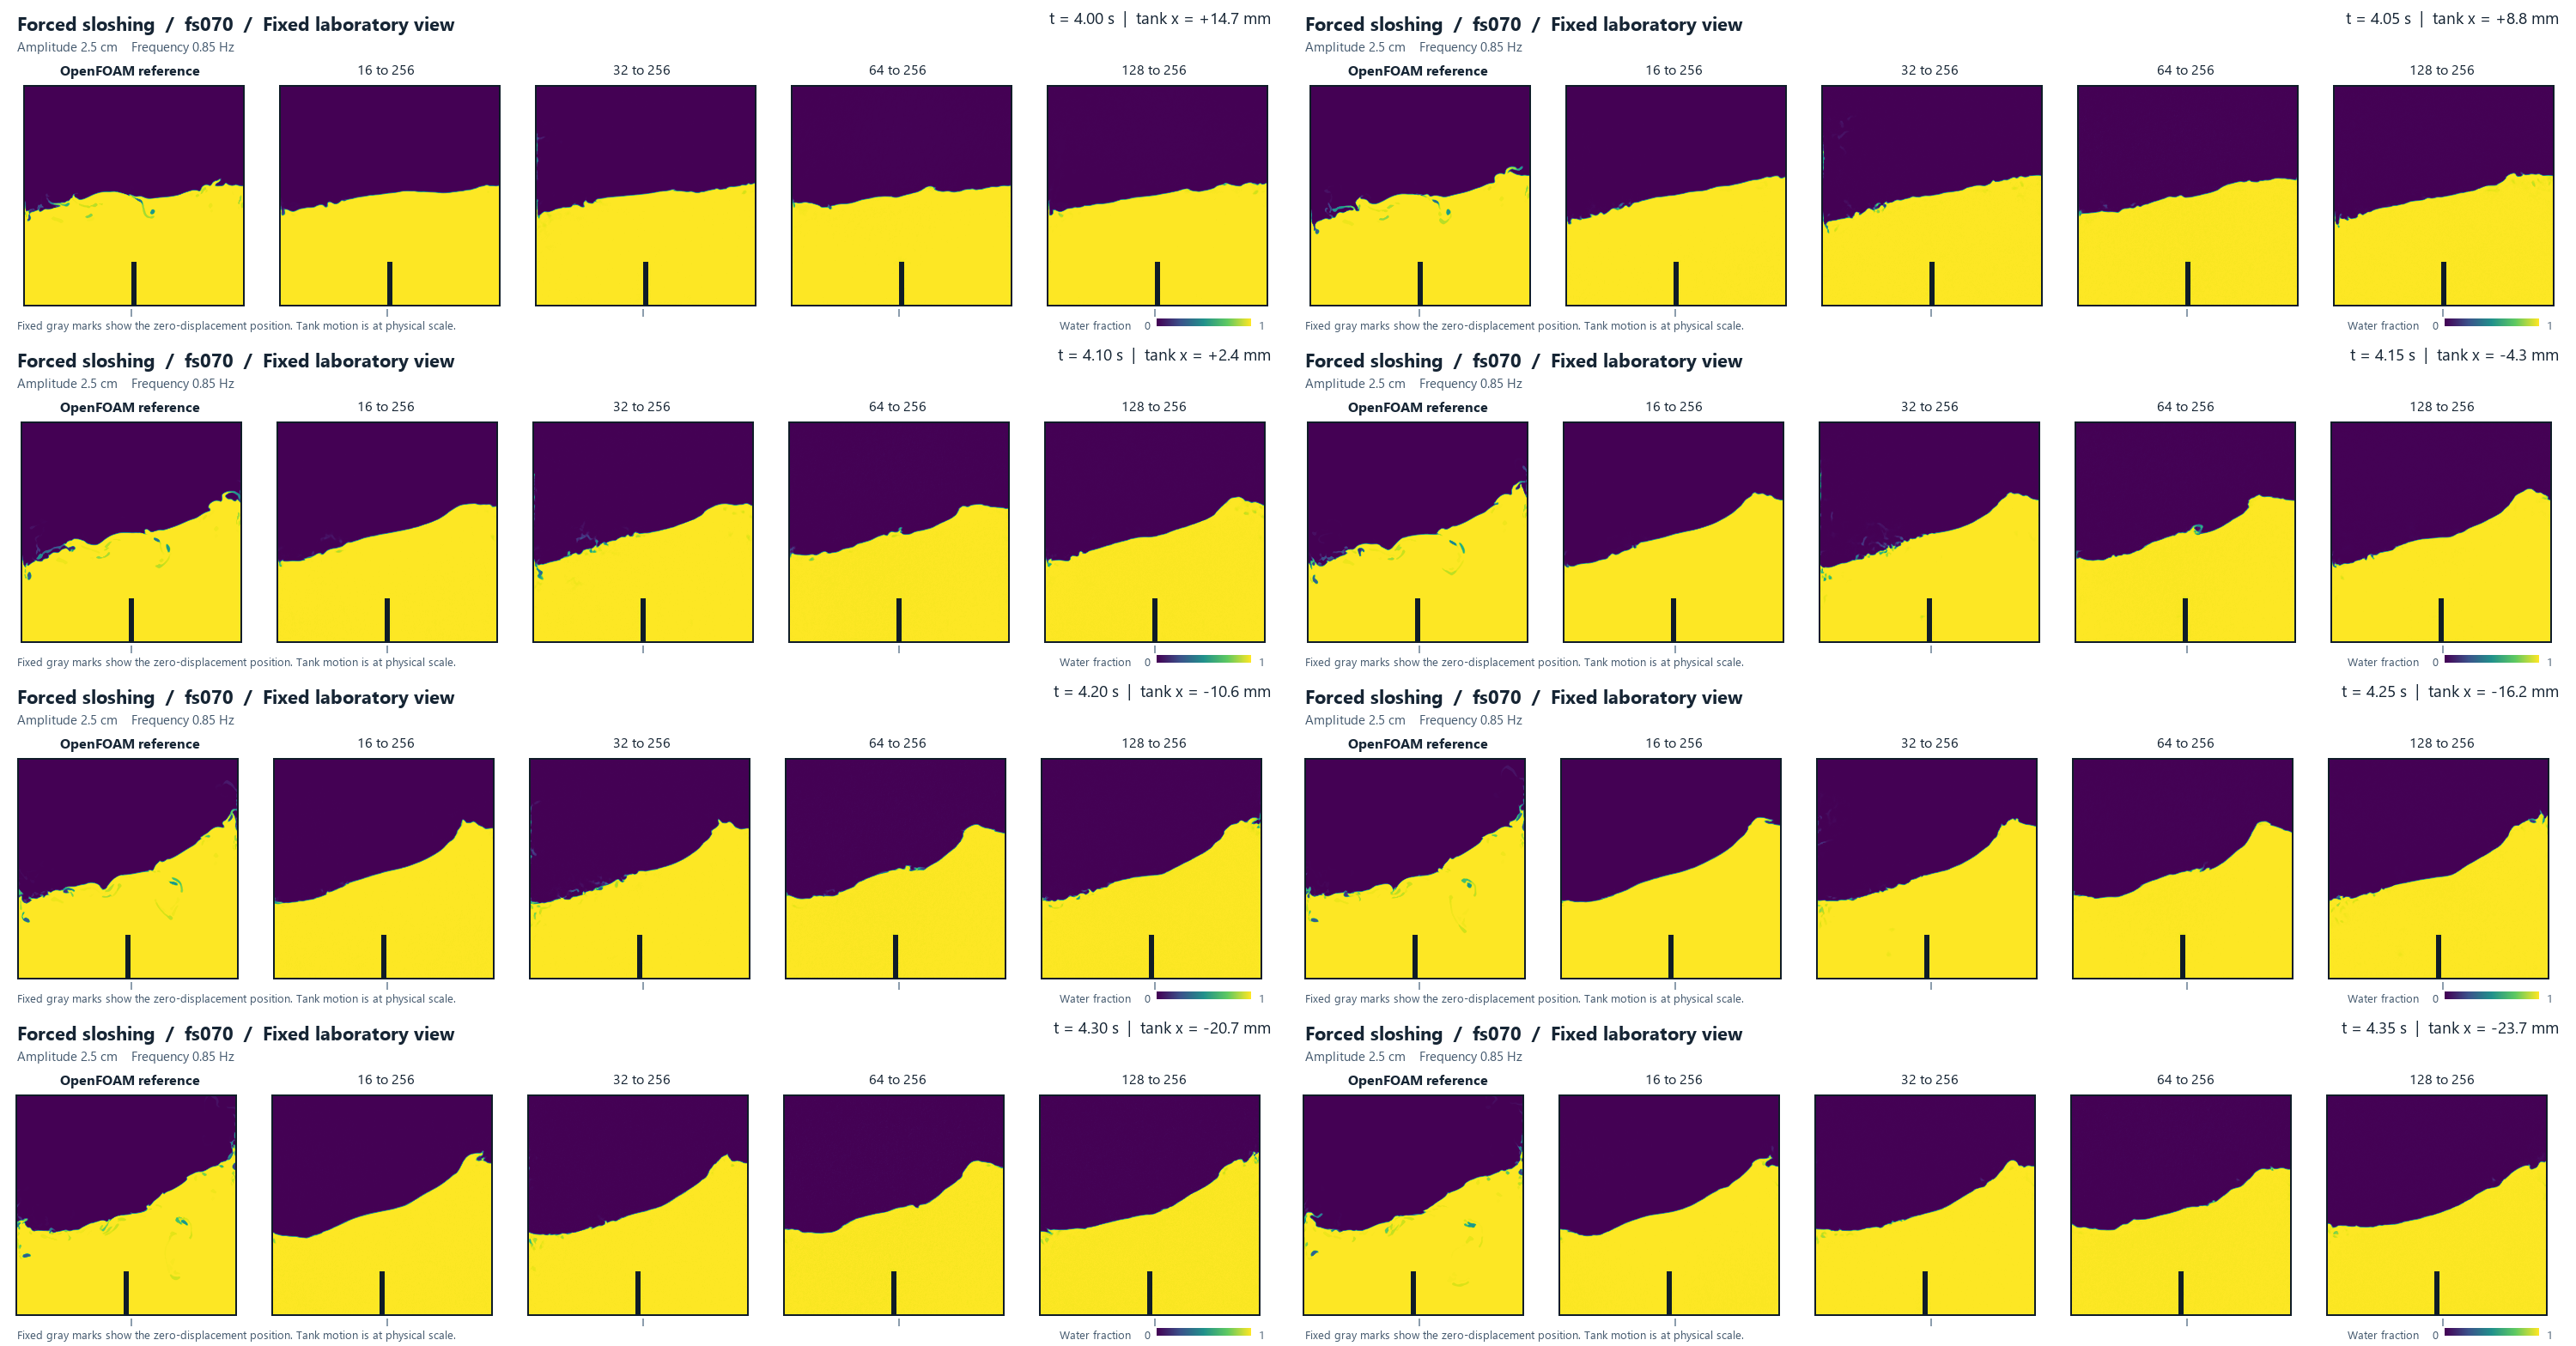 Forced sloshing / fs070 / Fixed laboratory view
t = 4.00 s | tank x = +14.7 mm
Amplitude 2.5 cm Frequency 0.85 Hz
OpenFOAM reference 16 to 256 32 to 256 64 to 256 128 to 256
Fixed gray marks show the zero-displacement position. Tank motion is at physical scale.
Water fraction 0 1
Forced sloshing / fs070 / Fixed laboratory view
t = 4.05 s | tank x = +8.8 mm
Amplitude 2.5 cm Frequency 0.85 Hz
OpenFOAM reference 16 to 256 32 to 256 64 to 256 128 to 256
Fixed gray marks show the zero-displacement position. Tank motion is at physical scale.
Water fraction 0 1
Forced sloshing / fs070 / Fixed laboratory view
t = 4.10 s | tank x = +2.4 mm
Amplitude 2.5 cm Frequency 0.85 Hz
OpenFOAM reference 16 to 256 32 to 256 64 to 256 128 to 256
Fixed gray marks show the zero-displacement position. Tank motion is at physical scale.
Water fraction 0 1
Forced sloshing / fs070 / Fixed laboratory view
t = 4.15 s | tank x = -4.3 mm
Amplitude 2.5 cm Frequency 0.85 Hz
OpenFOAM reference 16 to 256 32 to 256 64 to 256 128 to 256
Fixed gray marks show the zero-displacement position. Tank motion is at physical scale.
Water fraction 0 1
Forced sloshing / fs070 / Fixed laboratory view
t = 4.20 s | tank x = -10.6 mm
Amplitude 2.5 cm Frequency 0.85 Hz
OpenFOAM reference 16 to 256 32 to 256 64 to 256 128 to 256
Fixed gray marks show the zero-displacement position. Tank motion is at physical scale.
Water fraction 0 1
Forced sloshing / fs070 / Fixed laboratory view
t = 4.25 s | tank x = -16.2 mm
Amplitude 2.5 cm Frequency 0.85 Hz
OpenFOAM reference 16 to 256 32 to 256 64 to 256 128 to 256
Fixed gray marks show the zero-displacement position. Tank motion is at physical scale.
Water fraction 0 1
Forced sloshing / fs070 / Fixed laboratory view
t = 4.30 s | tank x = -20.7 mm
Amplitude 2.5 cm Frequency 0.85 Hz
OpenFOAM reference 16 to 256 32 to 256 64 to 256 128 to 256
Fixed gray marks show the zero-displacement position. Tank motion is at physical scale.
Water fraction 0 1
Forced sloshing / fs070 / Fixed laboratory view
t = 4.35 s | tank x = -23.7 mm
Amplitude 2.5 cm Frequency 0.85 Hz
OpenFOAM reference 16 to 256 32 to 256 64 to 256 128 to 256
Fixed gray marks show the zero-displacement position. Tank motion is at physical scale.
Water fraction 0 1